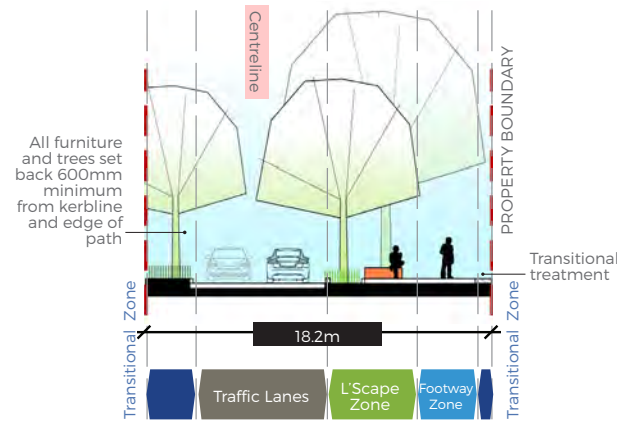 Centreline
PROPERTY BOUNDARY
All furniture
and trees set
back 600mm
minimum
from kerbline
and edge of
path
Transitional
treatment
Transitional Zone
18.2m
Transitional Zone
Traffic Lanes
L'Scape
Zone
Footway
Zone